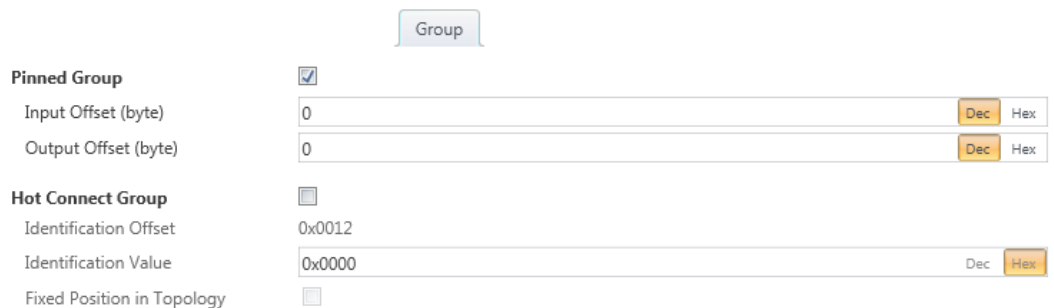 Group
Pinned Group
Input Offset (byte) 0 Dec Hex
Output Offset (byte) 0 Dec Hex
Hot Connect Group
Identification Offset 0x0012
Identification Value 0x0000 Dec Hex
Fixed Position in Topology